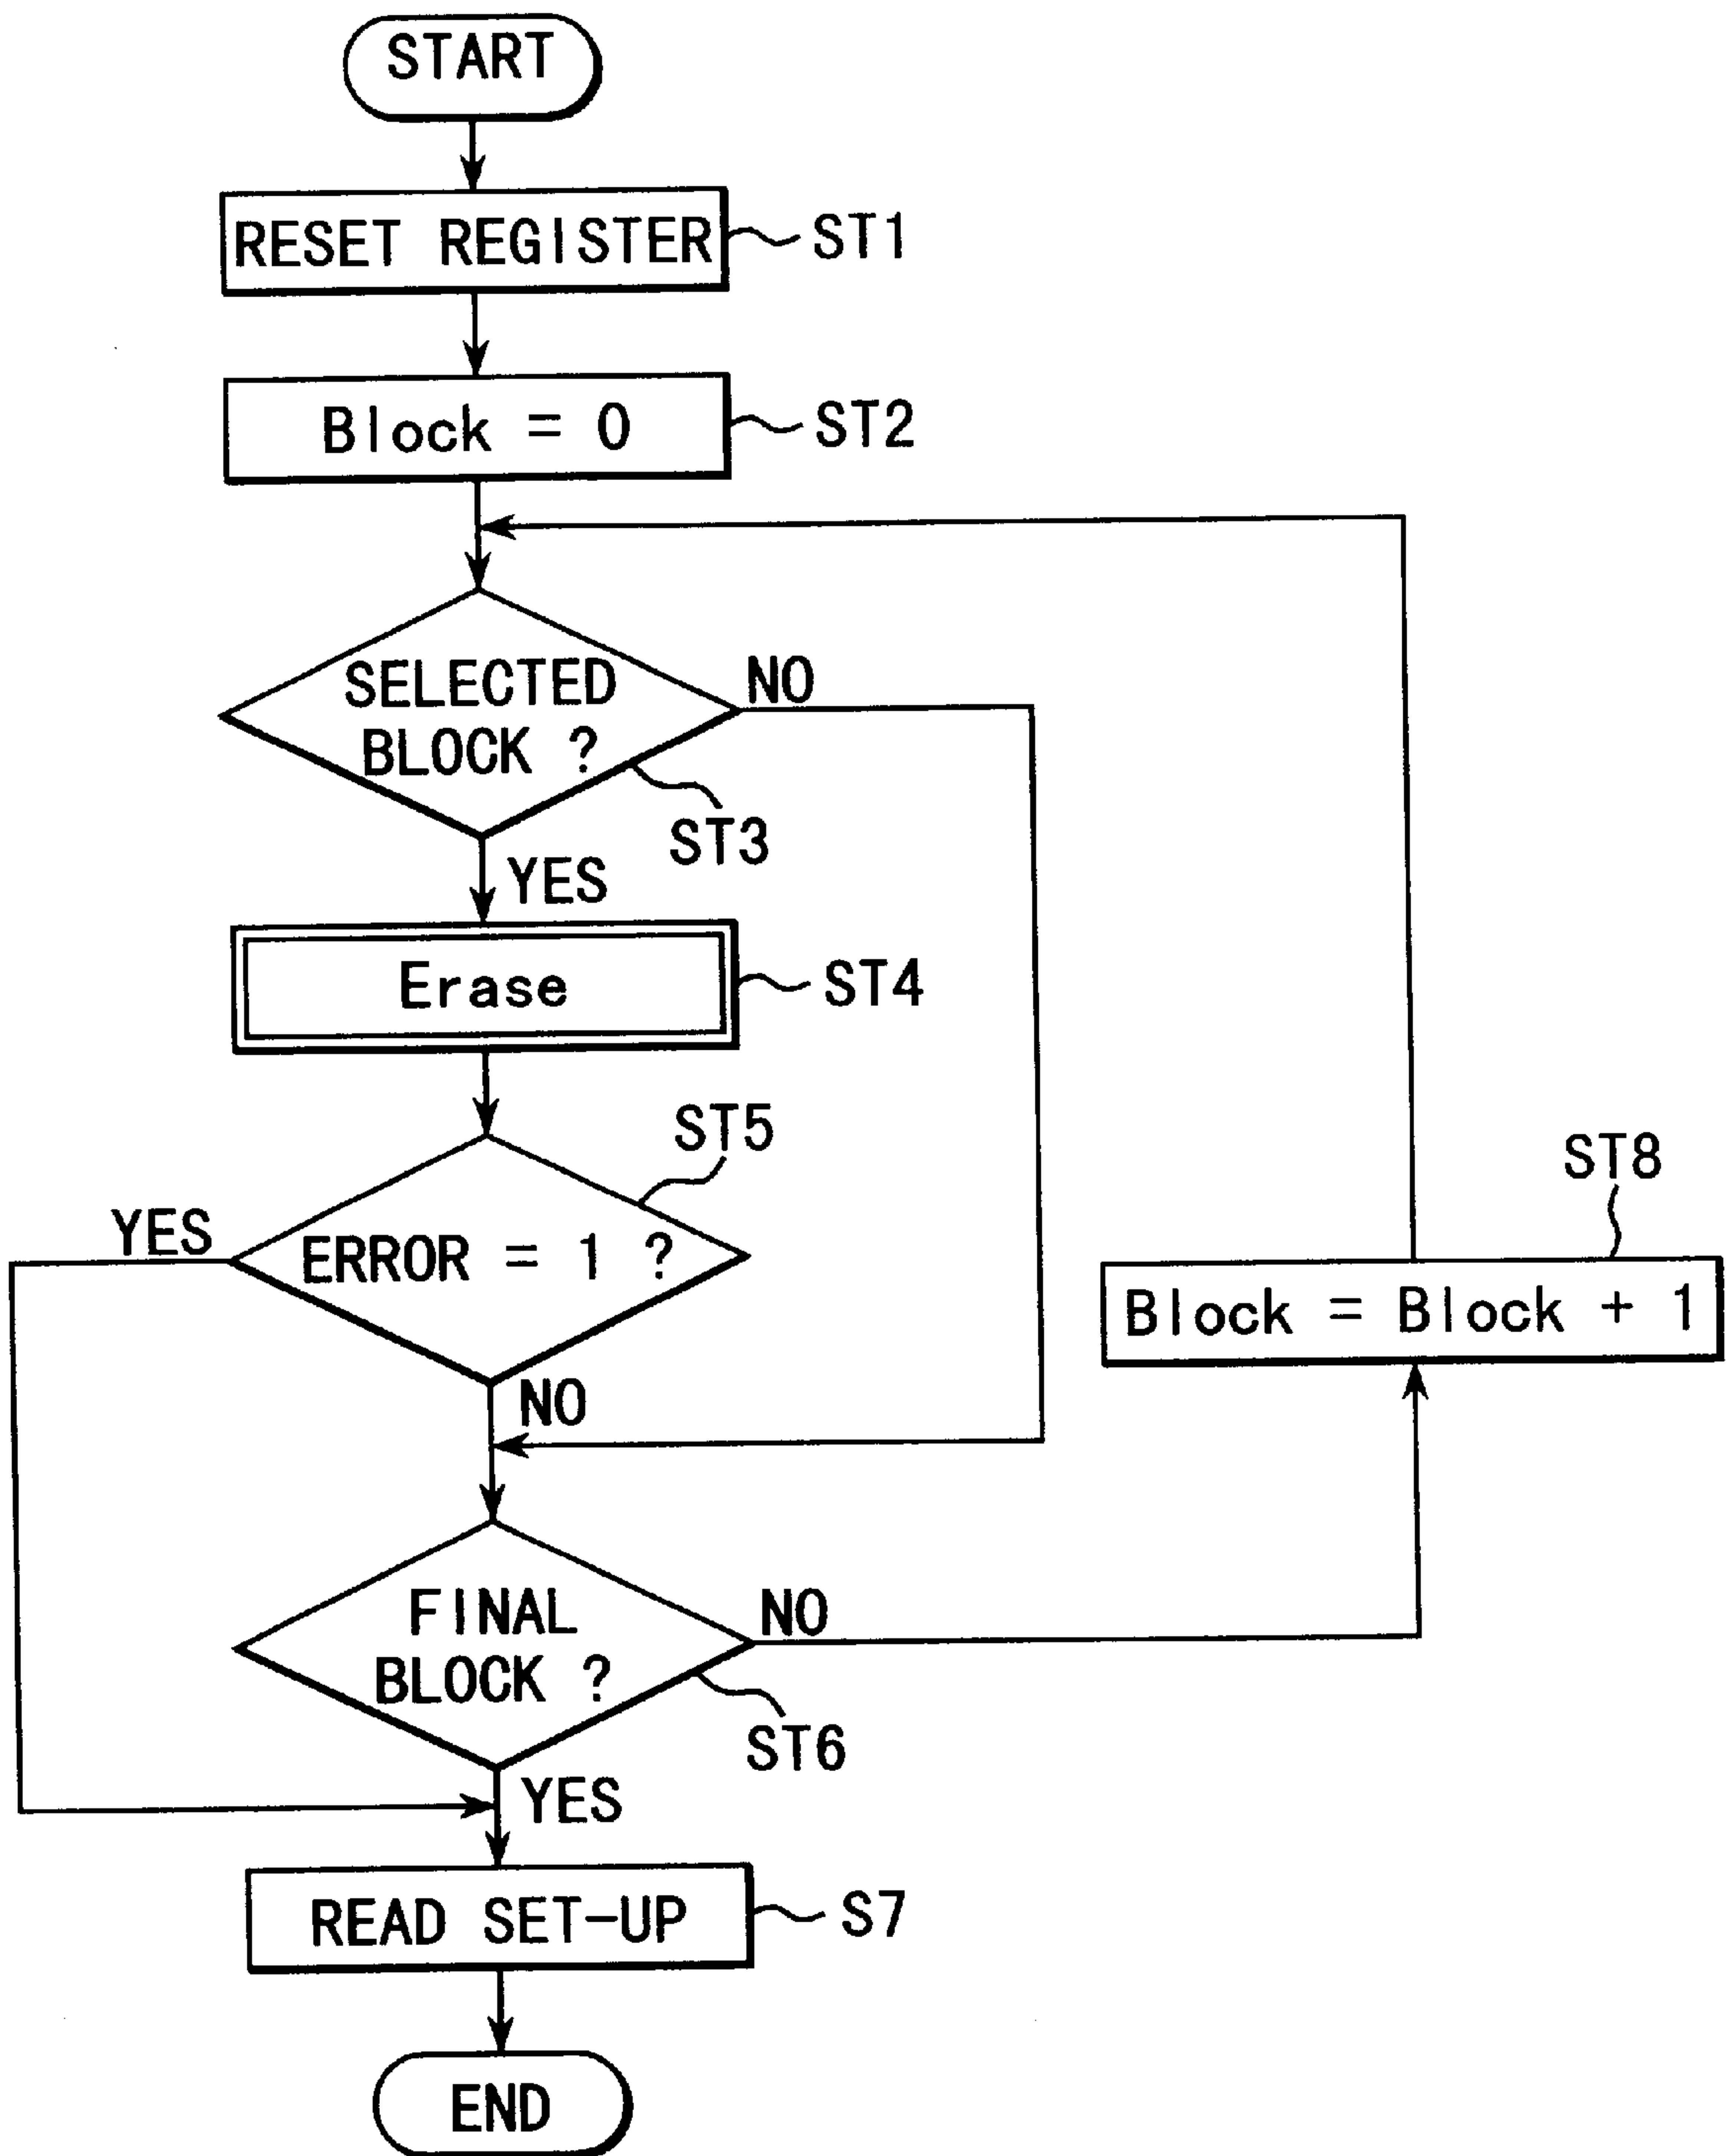 START
RESET REGISTER
ST1
Block = 0
ST2
SELECTED
BLOCK ?
NO
ST3
YES
Erase
ST4
ST5
YES
ERROR = 1 ?
NO
ST8
Block = Block + 1
FINAL
BLOCK ?
NO
ST6
YES
READ SET-UP
S7
END